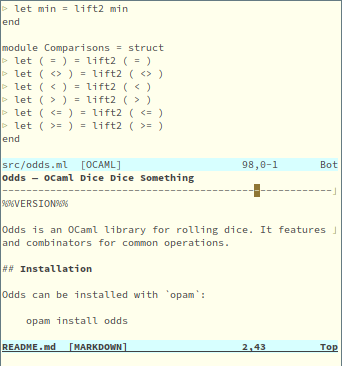 ▷ let min = lift2 min
end

module Comparisons = struct
▷ let ( = ) = lift2 ( = )
▷ let ( <> ) = lift2 ( <> )
▷ let ( < ) = lift2 ( < )
▷ let ( > ) = lift2 ( > )
▷ let ( <= ) = lift2 ( <= )
▷ let ( >= ) = lift2 ( >= )
end

src/odds.ml [OCAML] 98,0-1 Bot
Odds — OCaml Dice Dice Something
-------------------------------------------------------⌟
%%VERSION%%

Odds is an OCaml library for rolling dice. It features ⌟
and combinators for common operations.

## Installation

Odds can be installed with `opam`:

    opam install odds

README.md [MARKDOWN] 2,43 Top